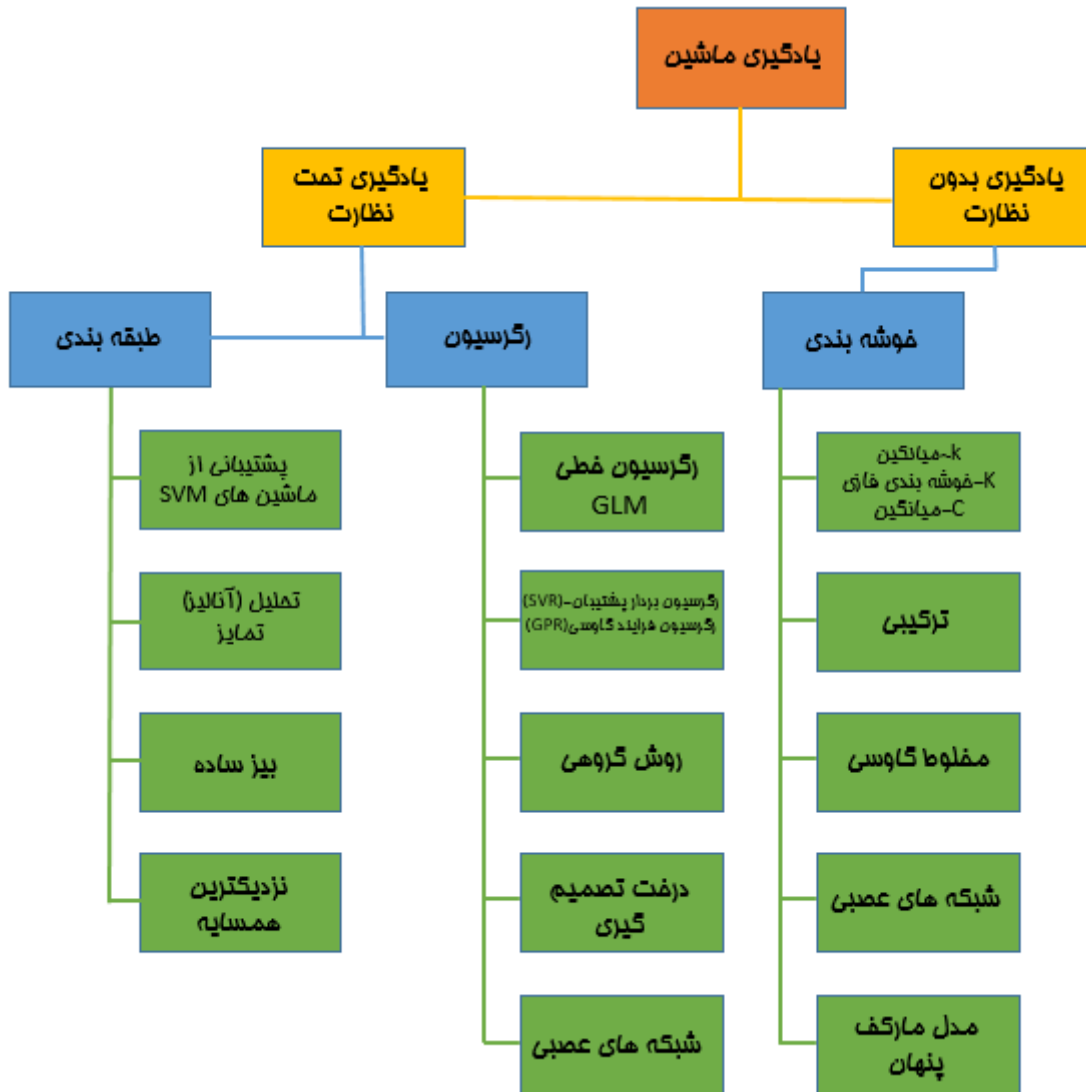 یادگیری ماشین
یادگیری بدون
نظارت
یادگیری تحت
نظارت
خوشه بندی
رگرسیون
طبقه بندی
k-میانگین
K-خوشه بندی فازی
C-میانگین
ترکیبی
مخلوط گاوسی
شبکه های عصبی
مدل مارکف
پنهان
رگرسیون خطی
GLM
رگرسیون بردار پشتیبان-(SVR)
رگرسیون فرایند گاوسی(GPR)
روش گروهی
درخت تصمیم
گیری
شبکه های عصبی
پشتیبانی از
ماشین های SVM
تحلیل (آنالیز)
تمایز
بیز ساده
نزدیکترین
همسایه